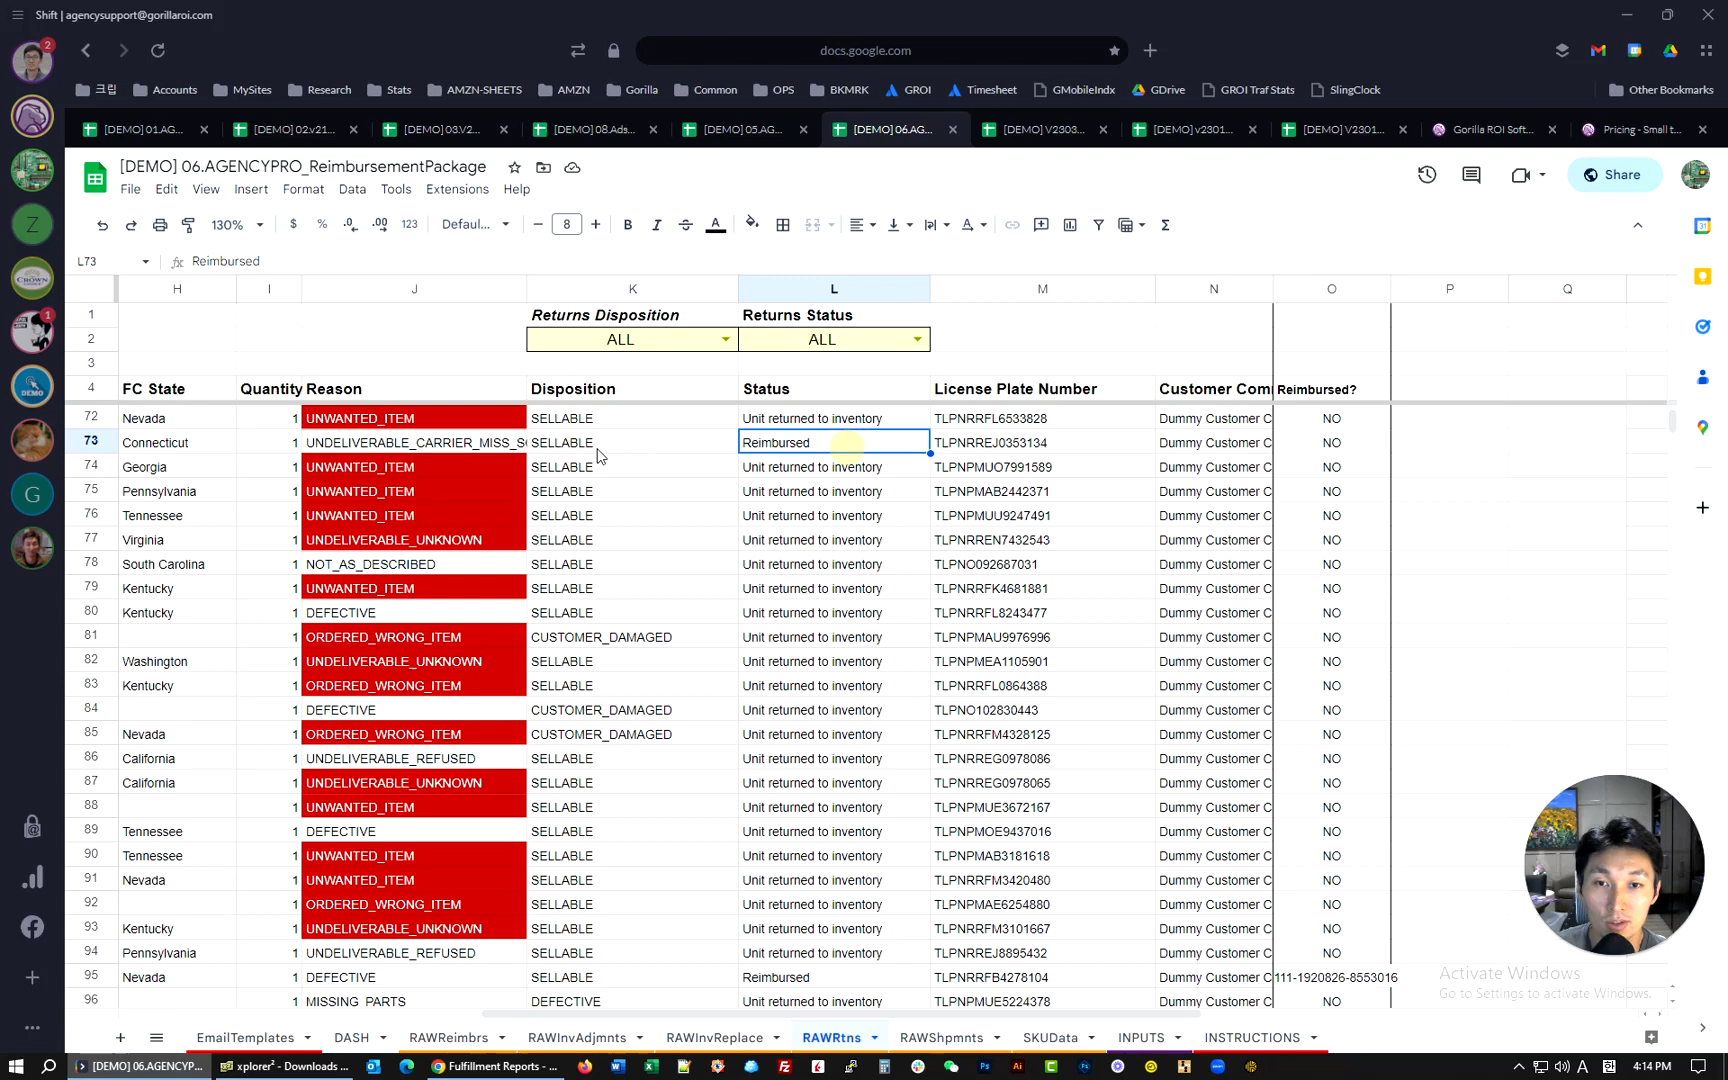 Shift | agencysupport@gorillaroi.com
2
docs.google.com
크립 Accounts MySites Research Stats AMZN-SHEETS AMZN Gorilla Common OPS BKMRK GROI Timesheet GMobileIndx GDrive GROI Traf Stats SlingClock Other Bookmarks
[DEMO] 01.AG... [DEMO] 02.v21... [DEMO] 03.V2... [DEMO] 08.Ads... [DEMO] 05.AG... [DEMO] 06.AG... [DEMO] V2303... [DEMO] v2301... [DEMO] V2301... Gorilla ROI Soft... Pricing - Small t...
[DEMO] 06.AGENCYPRO_ReimbursementPackage
Share
File Edit View Insert Format Data Tools Extensions Help
130% $ % .0 .00 123 Defaul... − 8 + B I A Σ
Z
L73 fx Reimbursed
CROWN
1
DEMO
G
H I J K L M N O P Q
1 Returns Disposition Returns Status
2 ALL ALL
3
4 FC State Quantity Reason Disposition Status License Plate Number Customer Com Reimbursed?
72 Nevada 1 UNWANTED_ITEM SELLABLE Unit returned to inventory TLPNRRFL6533828 Dummy Customer C NO
73 Connecticut 1 UNDELIVERABLE_CARRIER_MISS_SO SELLABLE Reimbursed TLPNRREJ0353134 Dummy Customer C NO
74 Georgia 1 UNWANTED_ITEM SELLABLE Unit returned to inventory TLPNPMUO7991589 Dummy Customer C NO
75 Pennsylvania 1 UNWANTED_ITEM SELLABLE Unit returned to inventory TLPNPMAB2442371 Dummy Customer C NO
76 Tennessee 1 UNWANTED_ITEM SELLABLE Unit returned to inventory TLPNPMUU9247491 Dummy Customer C NO
77 Virginia 1 UNDELIVERABLE_UNKNOWN SELLABLE Unit returned to inventory TLPNRREN7432543 Dummy Customer C NO
78 South Carolina 1 NOT_AS_DESCRIBED SELLABLE Unit returned to inventory TLPNO092687031 Dummy Customer C NO
79 Kentucky 1 UNWANTED_ITEM SELLABLE Unit returned to inventory TLPNRRFK4681881 Dummy Customer C NO
80 Kentucky 1 DEFECTIVE SELLABLE Unit returned to inventory TLPNRRFL8243477 Dummy Customer C NO
81 1 ORDERED_WRONG_ITEM CUSTOMER_DAMAGED Unit returned to inventory TLPNPMAU9976996 Dummy Customer C NO
82 Washington 1 UNDELIVERABLE_UNKNOWN SELLABLE Unit returned to inventory TLPNPMEA1105901 Dummy Customer C NO
83 Kentucky 1 ORDERED_WRONG_ITEM SELLABLE Unit returned to inventory TLPNRRFL0864388 Dummy Customer C NO
84 1 DEFECTIVE CUSTOMER_DAMAGED Unit returned to inventory TLPNO102830443 Dummy Customer C NO
85 Nevada 1 ORDERED_WRONG_ITEM CUSTOMER_DAMAGED Unit returned to inventory TLPNRRFM4328125 Dummy Customer C NO
86 California 1 UNDELIVERABLE_REFUSED SELLABLE Unit returned to inventory TLPNRREG0978086 Dummy Customer C NO
87 California 1 UNDELIVERABLE_UNKNOWN SELLABLE Unit returned to inventory TLPNRREG0978065 Dummy Customer C NO
88 1 UNWANTED_ITEM SELLABLE Unit returned to inventory TLPNPMUE3672167 Dummy Customer C NO
89 Tennessee 1 DEFECTIVE SELLABLE Unit returned to inventory TLPNPMOE9437016 Dummy Customer C NO
90 Tennessee 1 UNWANTED_ITEM SELLABLE Unit returned to inventory TLPNPMAB3181618 Dummy Customer C NO
91 Nevada 1 UNWANTED_ITEM SELLABLE Unit returned to inventory TLPNRRFM3420480 Dummy Customer C NO
92 1 ORDERED_WRONG_ITEM SELLABLE Unit returned to inventory TLPNPMAE6254880 Dummy Customer C NO
93 Kentucky 1 UNDELIVERABLE_UNKNOWN SELLABLE Unit returned to inventory TLPNRRFM3101667 Dummy Customer C NO
94 Pennsylvania 1 UNDELIVERABLE_REFUSED SELLABLE Unit returned to inventory TLPNRREJ8895432 Dummy Customer C NO
95 Nevada 1 DEFECTIVE SELLABLE Reimbursed TLPNRRFB4278104 Dummy Customer C 111-1920826-8553016
96 1 MISSING_PARTS DEFECTIVE Unit returned to inventory TLPNPMUE5224378 Dummy Customer C NO
Activate Windows
Go to Settings to activate Windows.
EmailTemplates DASH RAWReimbrs RAWInvAdjmnts RAWInvReplace RAWRtns RAWShpmnts SKUData INPUTS INSTRUCTIONS
[DEMO] 06.AGENCYP... xplorer² - Downloads ... Fulfillment Reports - ... A 4:14 PM